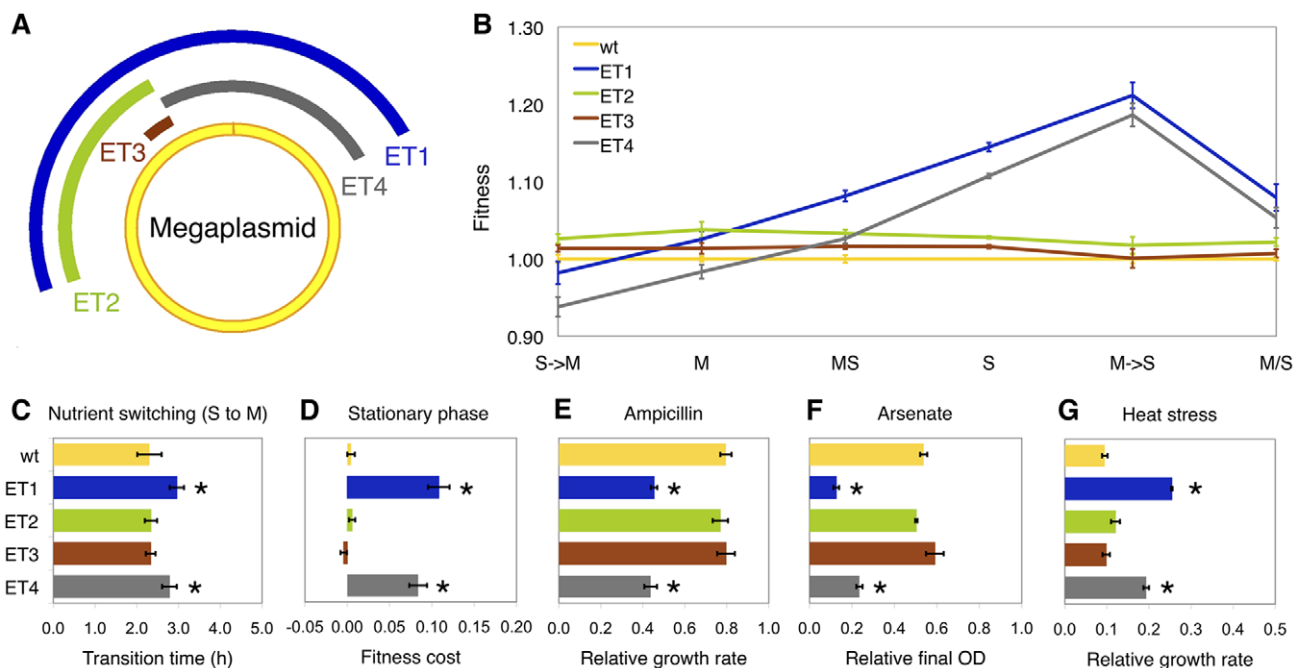 A
ET3
ET1
ET4
Megaplasmid
ET2
B
1.30
1.20
1.10
1.00
0.90
Fitness
wt
ET1
ET2
ET3
ET4
S->M M MS S M->S M/S
C Nutrient switching (S to M)
wt
ET1 *
ET2
ET3
ET4 *
0.0 1.0 2.0 3.0 4.0 5.0
Transition time (h)
D Stationary phase
*
*
-0.05 0.00 0.05 0.10 0.15 0.20
Fitness cost
E Ampicillin
*
*
0.0 0.2 0.4 0.6 0.8 1.0
Relative growth rate
F Arsenate
*
*
0.0 0.2 0.4 0.6 0.8 1.0
Relative final OD
G Heat stress
*
*
0.0 0.1 0.2 0.3 0.4 0.5
Relative growth rate